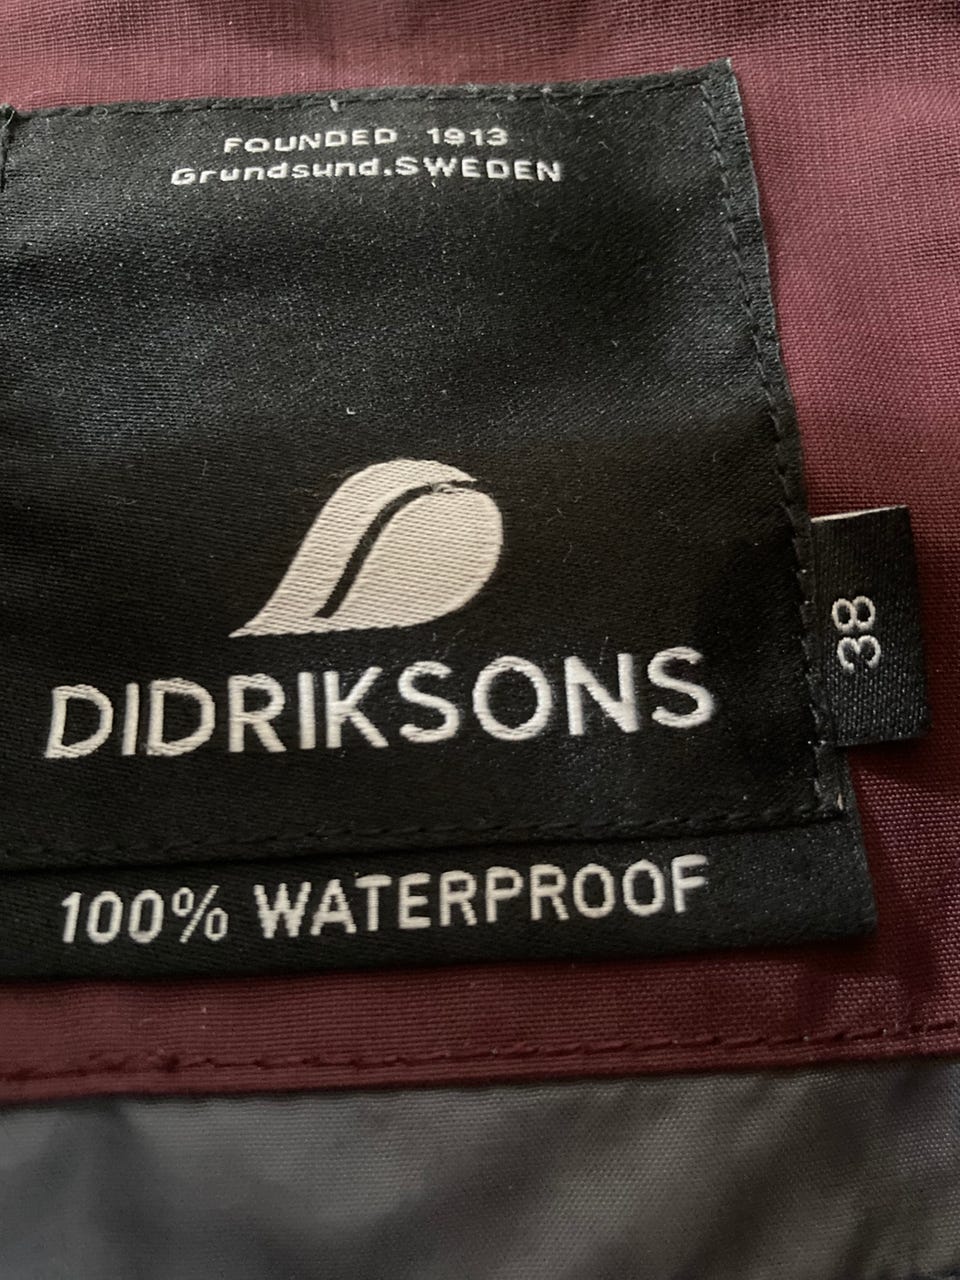 FOUNDED 1913
Grundsund.SWEDEN
DIDRIKSONS
38
100% WATERPROOF